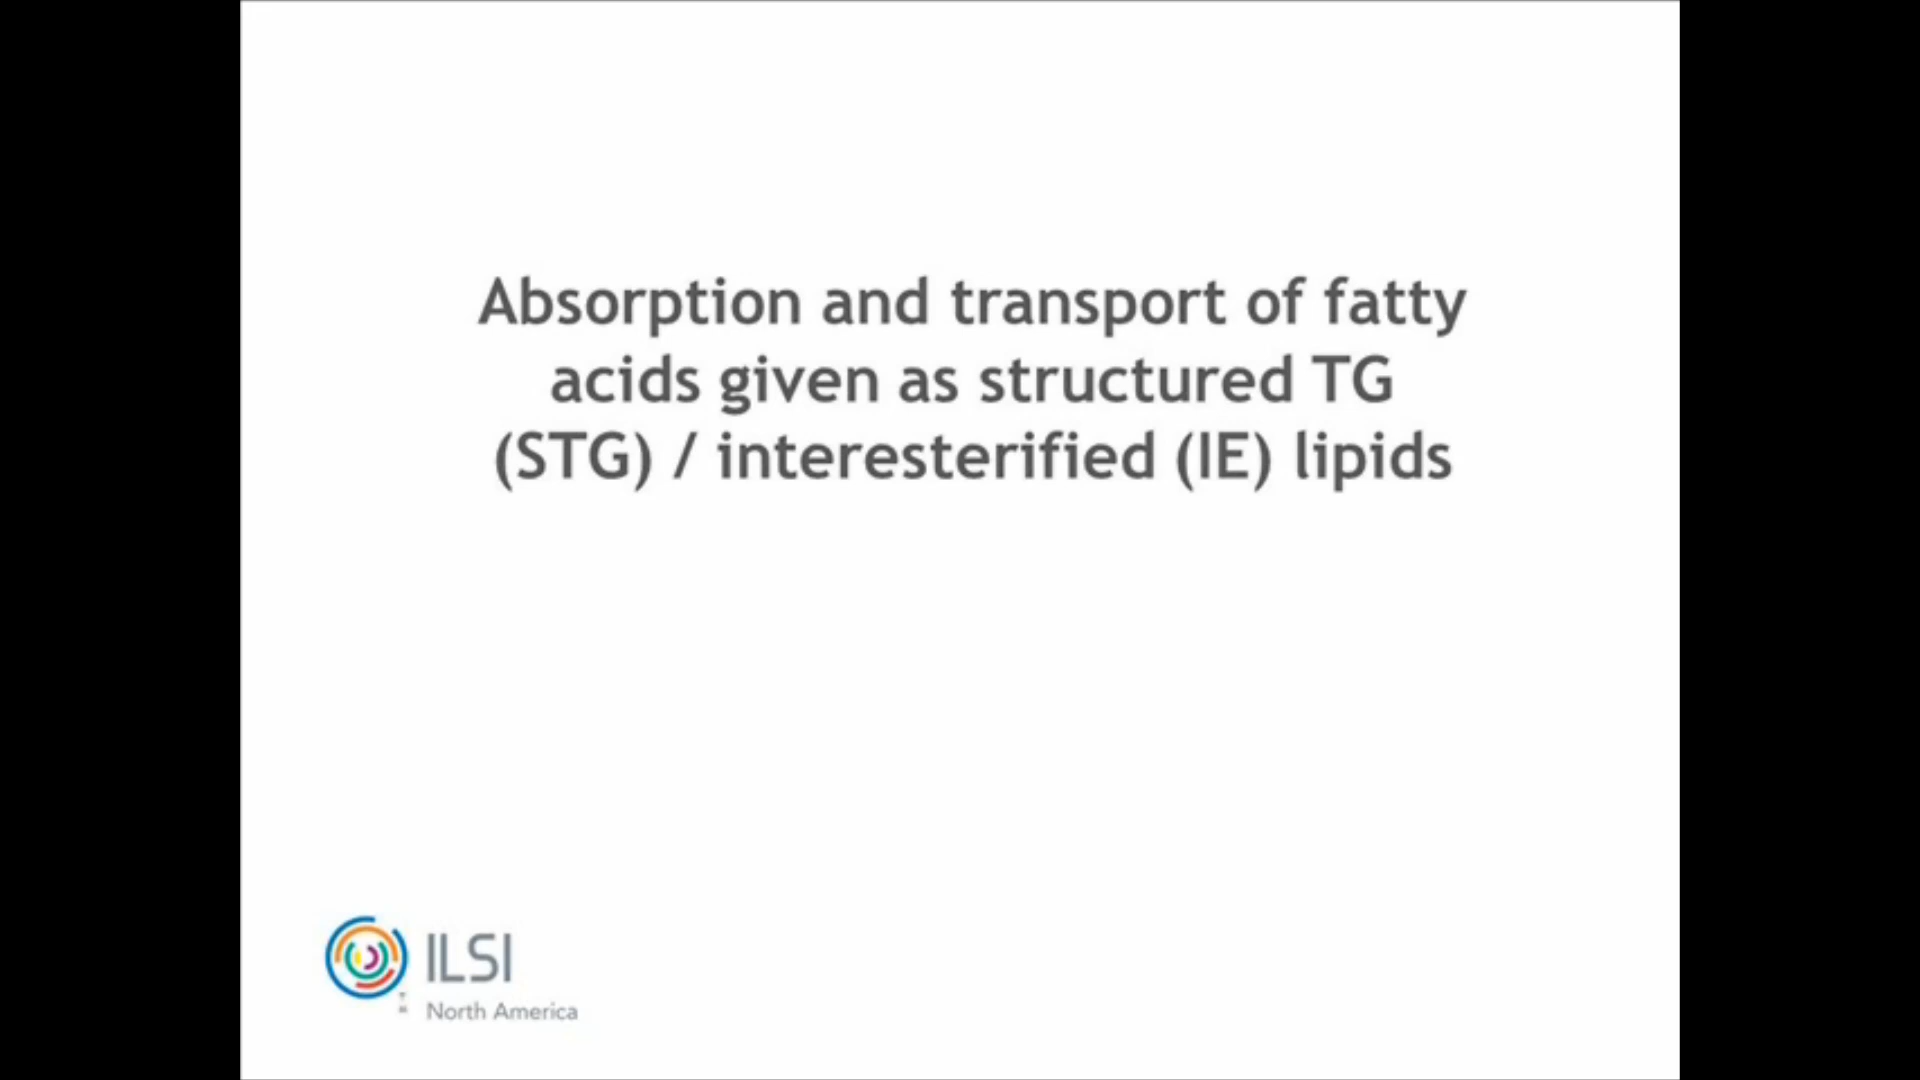 Absorption and transport of fatty
acids given as structured TG
(STG) / interesterified (IE) lipids
ILSI
North America